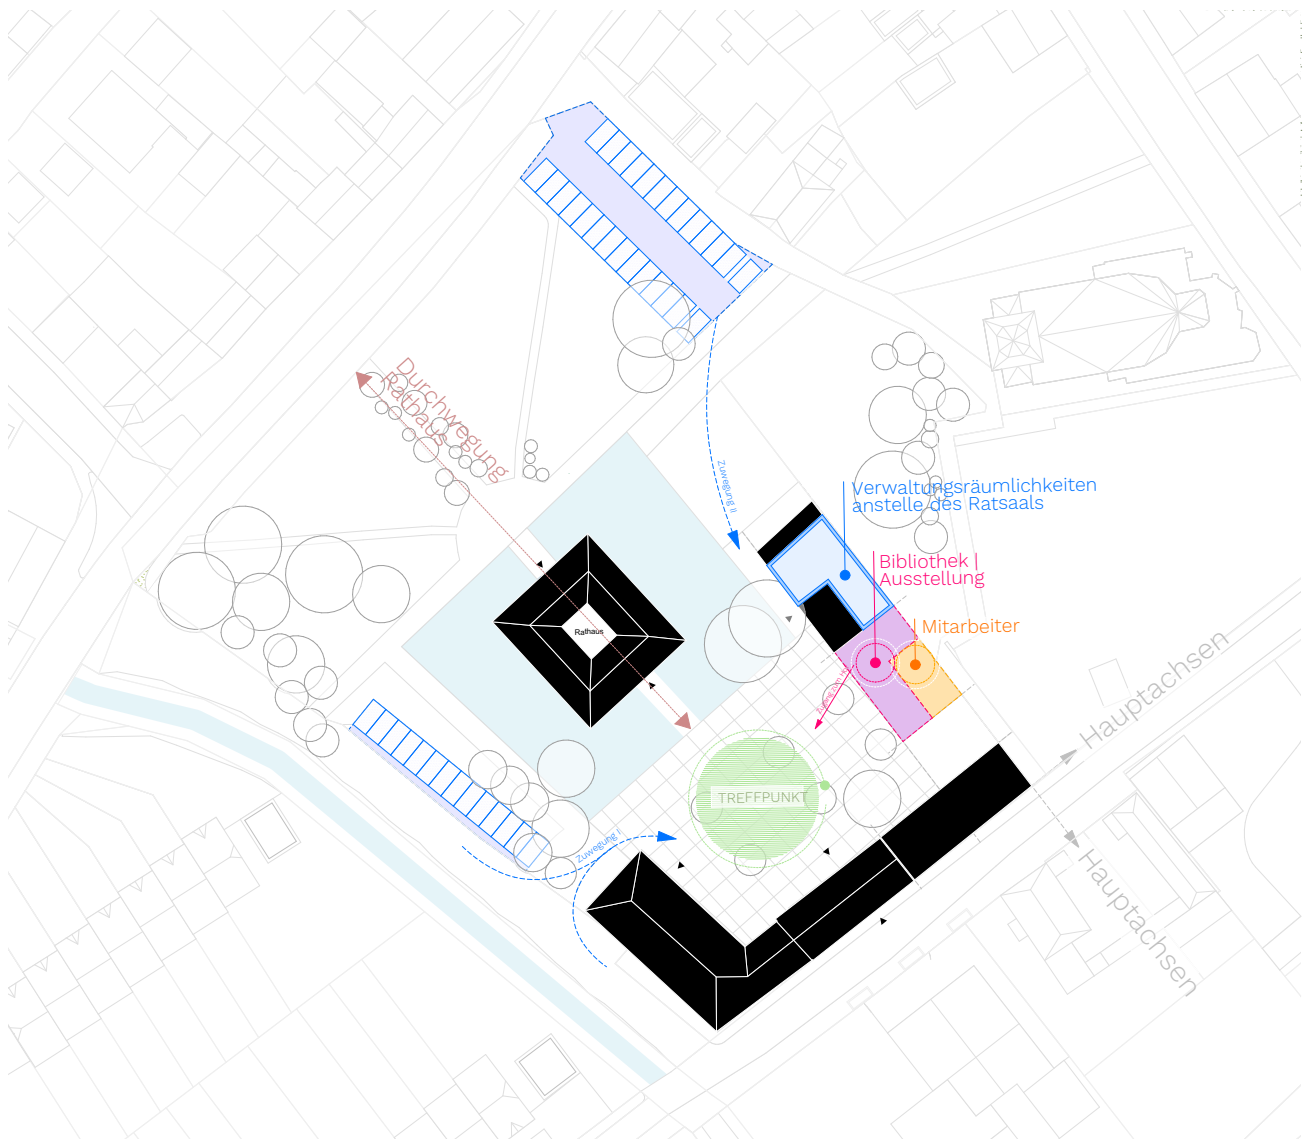 Durchwegung
Rathaus
Zuwegung II
Verwaltungsräumlichkeiten
anstelle des Ratsaals
Bibliothek |
Ausstellung
Mitarbeiter
Rathaus
Hauptachsen
TREFFPUNKT
Zuwegung I
Hauptachsen